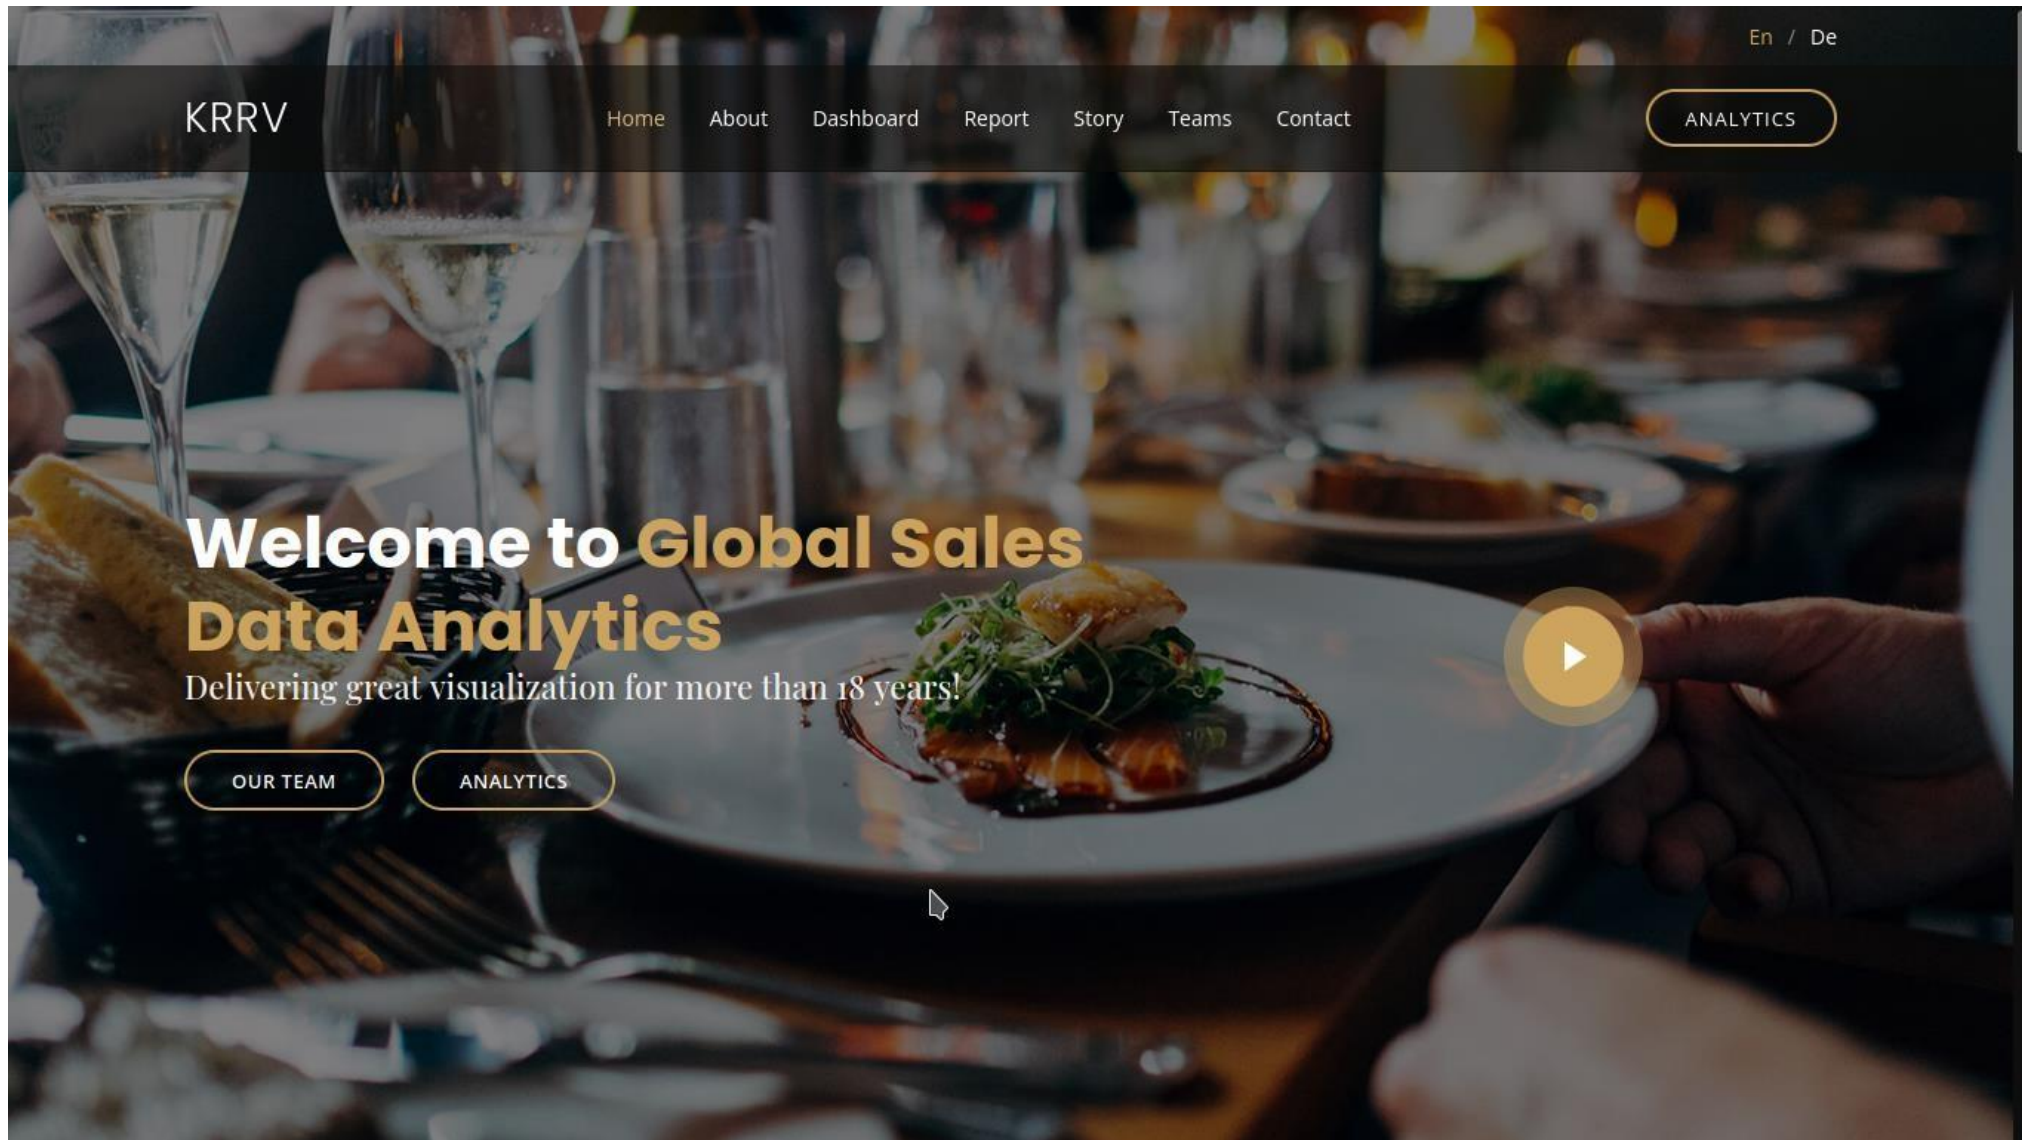 En / De
KRRV
Home About Dashboard Report Story Teams Contact
ANALYTICS
Welcome to Global Sales
Data Analytics
Delivering great visualization for more than 18 years!
OUR TEAM ANALYTICS